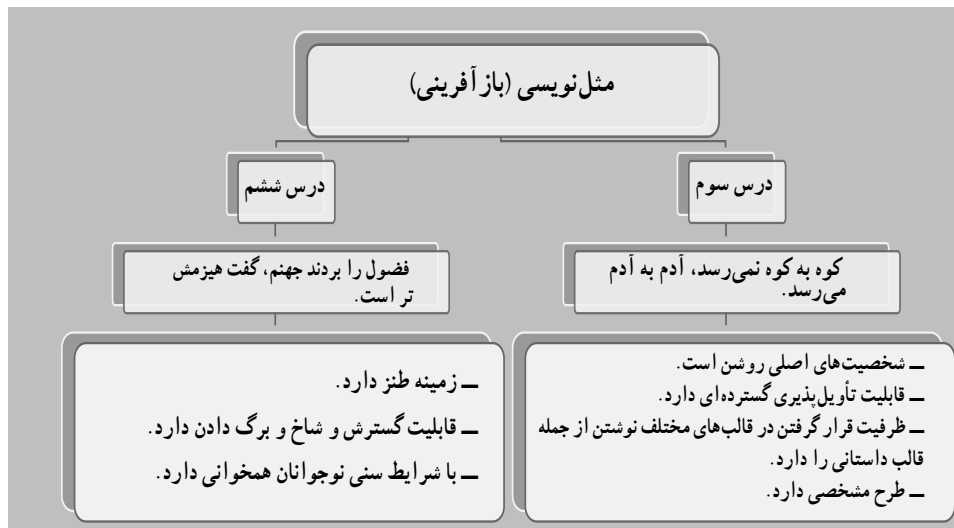 مثل‌نویسی (بازآفرینی)
درس سوم
کوه به کوه نمی‌رسد، آدم به آدم
می‌رسد.
ــ شخصیت‌های اصلی روشن است.
ــ قابلیت تأویل‌پذیری گسترده‌ای دارد.
ــ ظرفیت قرار گرفتن در قالب‌های مختلف نوشتن از جمله
قالب داستانی را دارد.
ــ طرح مشخصی دارد.
درس ششم
فضول را بردند جهنم، گفت هیزمش
تر است.
ــ زمینه طنز دارد.
ــ قابلیت گسترش و شاخ و برگ دادن دارد.
ــ با شرایط سنی نوجوانان همخوانی دارد.